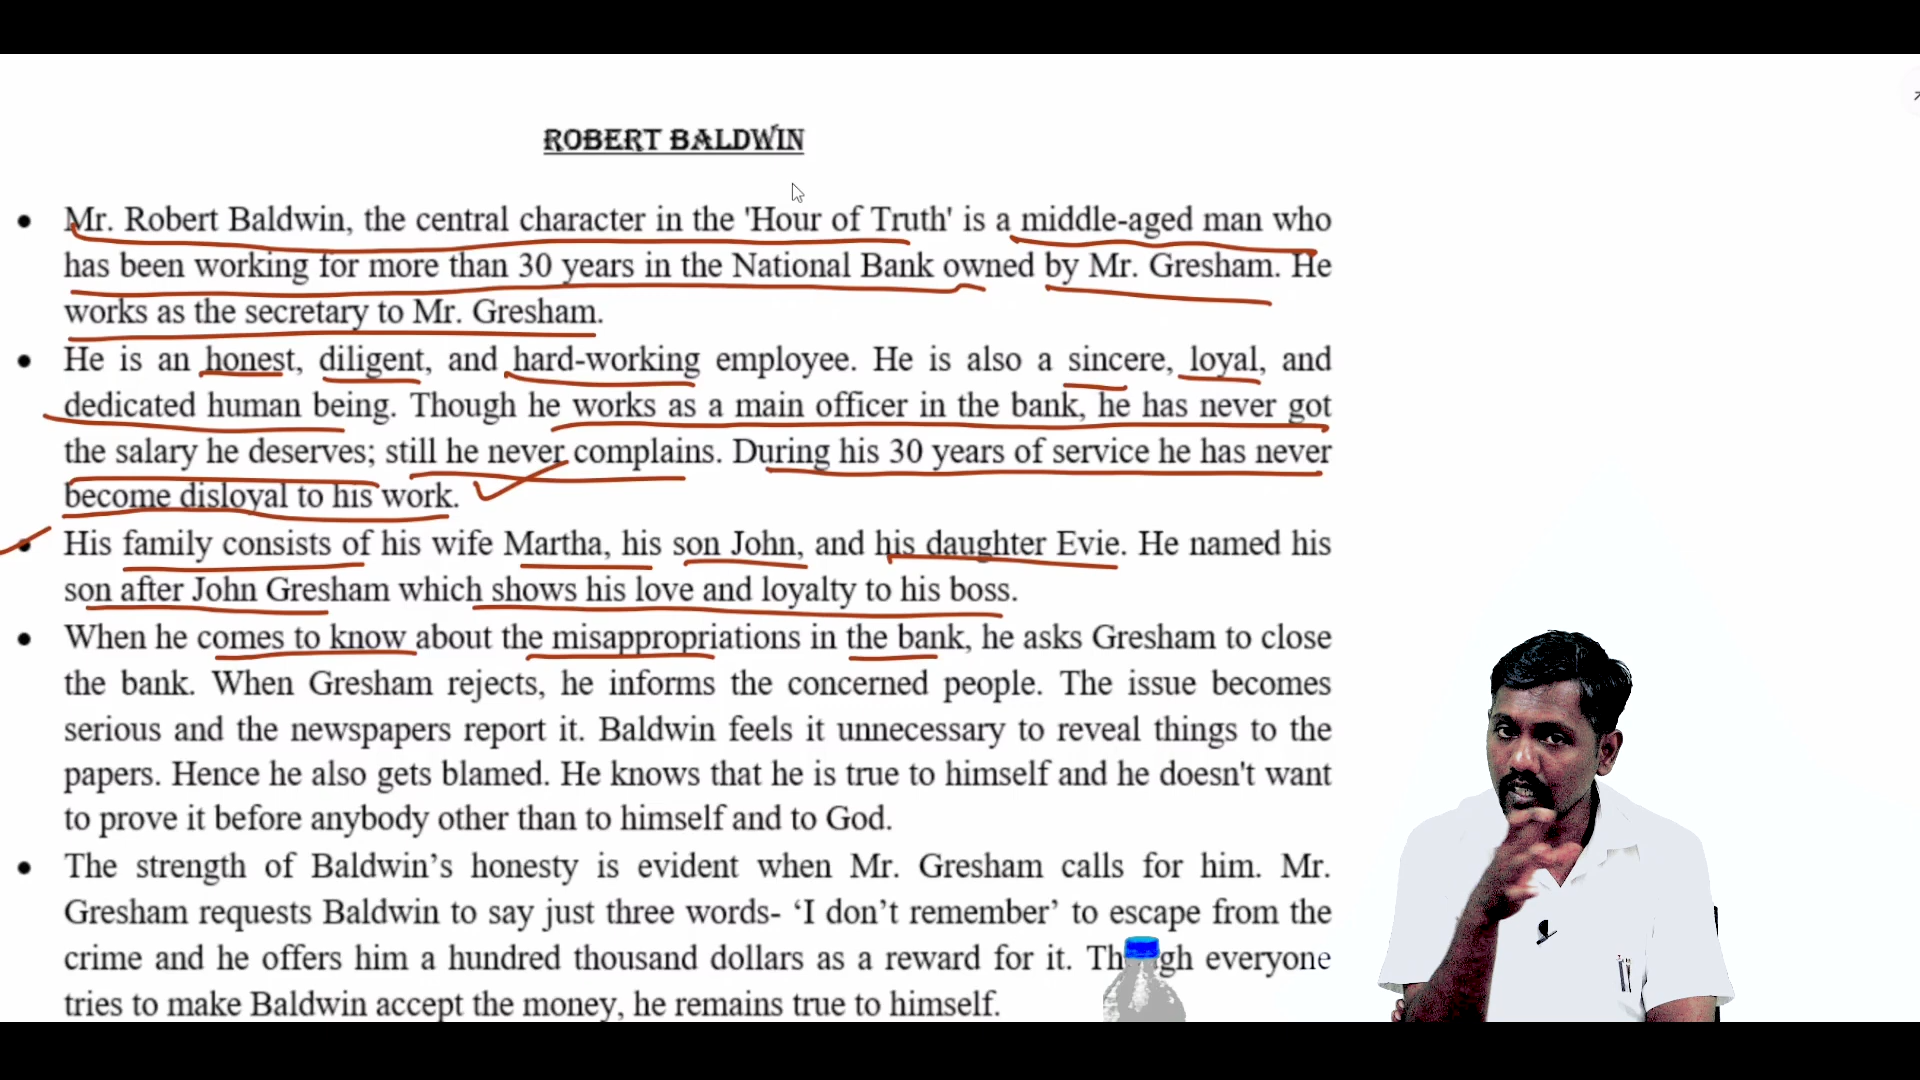 ROBERT BALDWIN
• Mr. Robert Baldwin, the central character in the 'Hour of Truth' is a middle-aged man who
has been working for more than 30 years in the National Bank owned by Mr. Gresham. He
works as the secretary to Mr. Gresham.
• He is an honest, diligent, and hard-working employee. He is also a sincere, loyal, and
dedicated human being. Though he works as a main officer in the bank, he has never got
the salary he deserves; still he never complains. During his 30 years of service he has never
become disloyal to his work.
• His family consists of his wife Martha, his son John, and his daughter Evie. He named his
son after John Gresham which shows his love and loyalty to his boss.
• When he comes to know about the misappropriations in the bank, he asks Gresham to close
the bank. When Gresham rejects, he informs the concerned people. The issue becomes
serious and the newspapers report it. Baldwin feels it unnecessary to reveal things to the
papers. Hence he also gets blamed. He knows that he is true to himself and he doesn't want
to prove it before anybody other than to himself and to God.
• The strength of Baldwin’s honesty is evident when Mr. Gresham calls for him. Mr.
Gresham requests Baldwin to say just three words- ‘I don’t remember’ to escape from the
crime and he offers him a hundred thousand dollars as a reward for it. everyone
tries to make Baldwin accept the money, he remains true to himself.